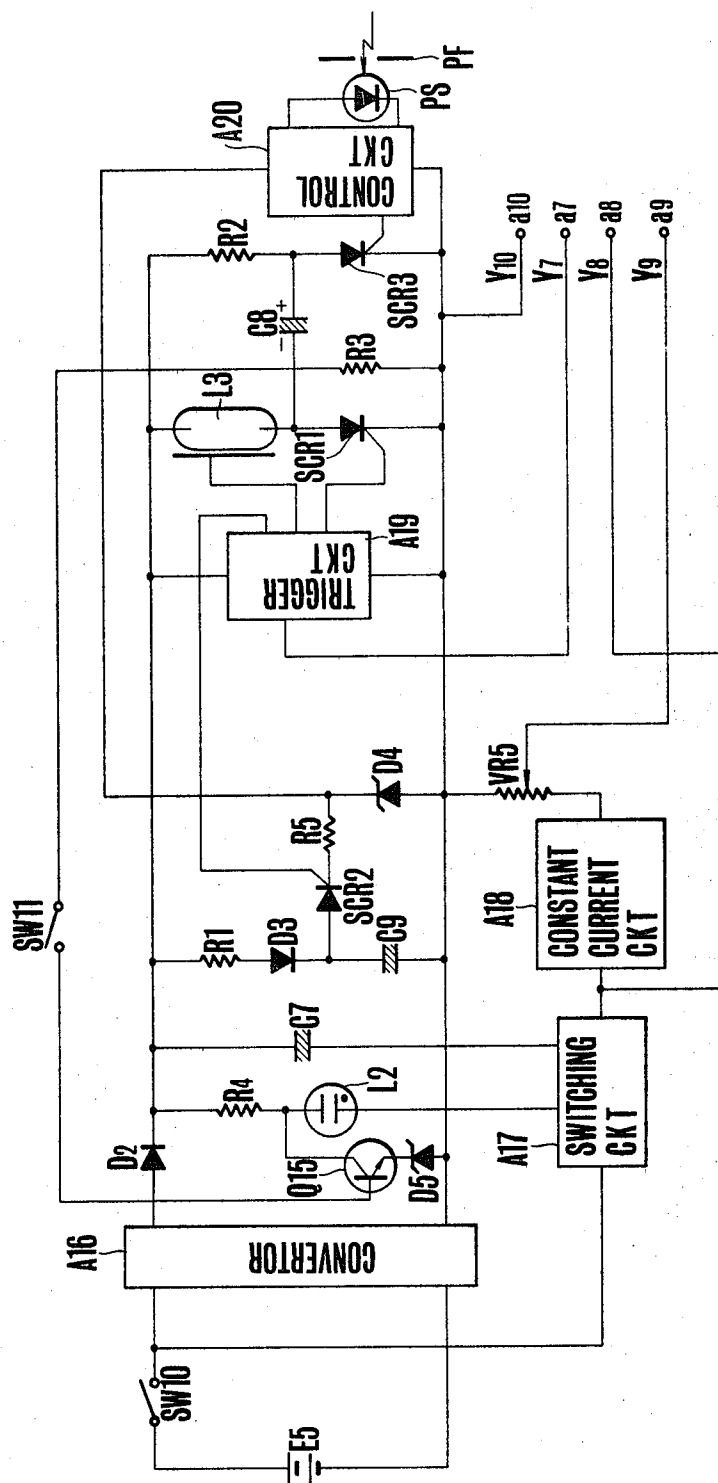 E5
SW10
A16
CONVERTOR
D2
Q15
D5
R4
L2
C7
A17
SWITCHING
CKT
SW11
R1
D3
C9
SCR2
R5
D4
A18
CONSTANT
CURRENT
CKT
VR5
TRIGGER
CKT
A19
L3
SCR1
C8
- +
R3
R2
SCR3
A20
CONTROL
CKT
PS
PF
V10 a10
V7 a7
V8 a8
V9 a9